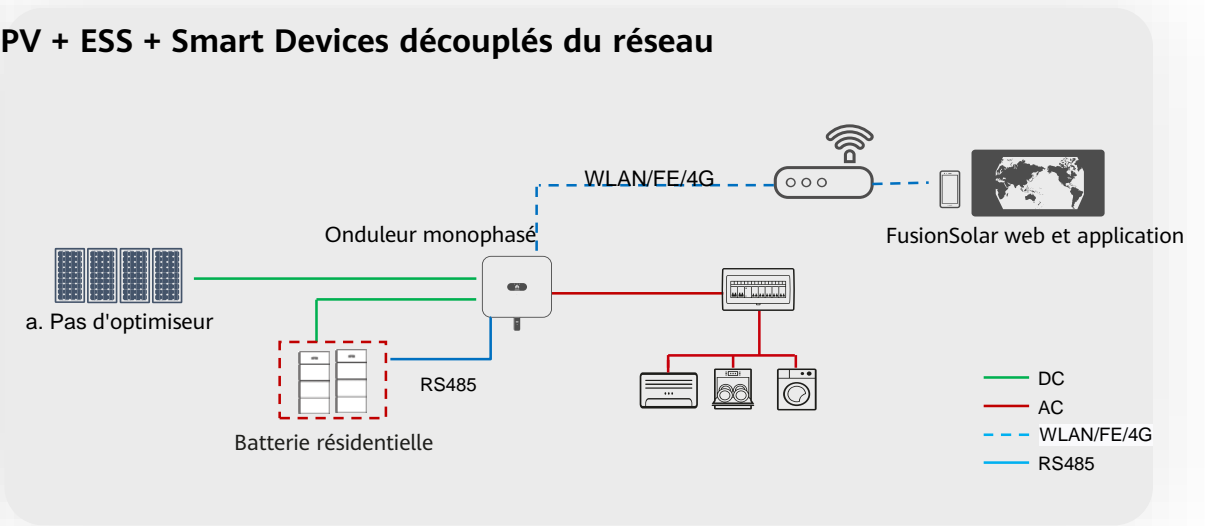 PV + ESS + Smart Devices découplés du réseau
WLAN/FE/4G
Onduleur monophasé
FusionSolar web et application
a. Pas d'optimiseur
RS485
Batterie résidentielle
DC
AC
WLAN/FE/4G
RS485